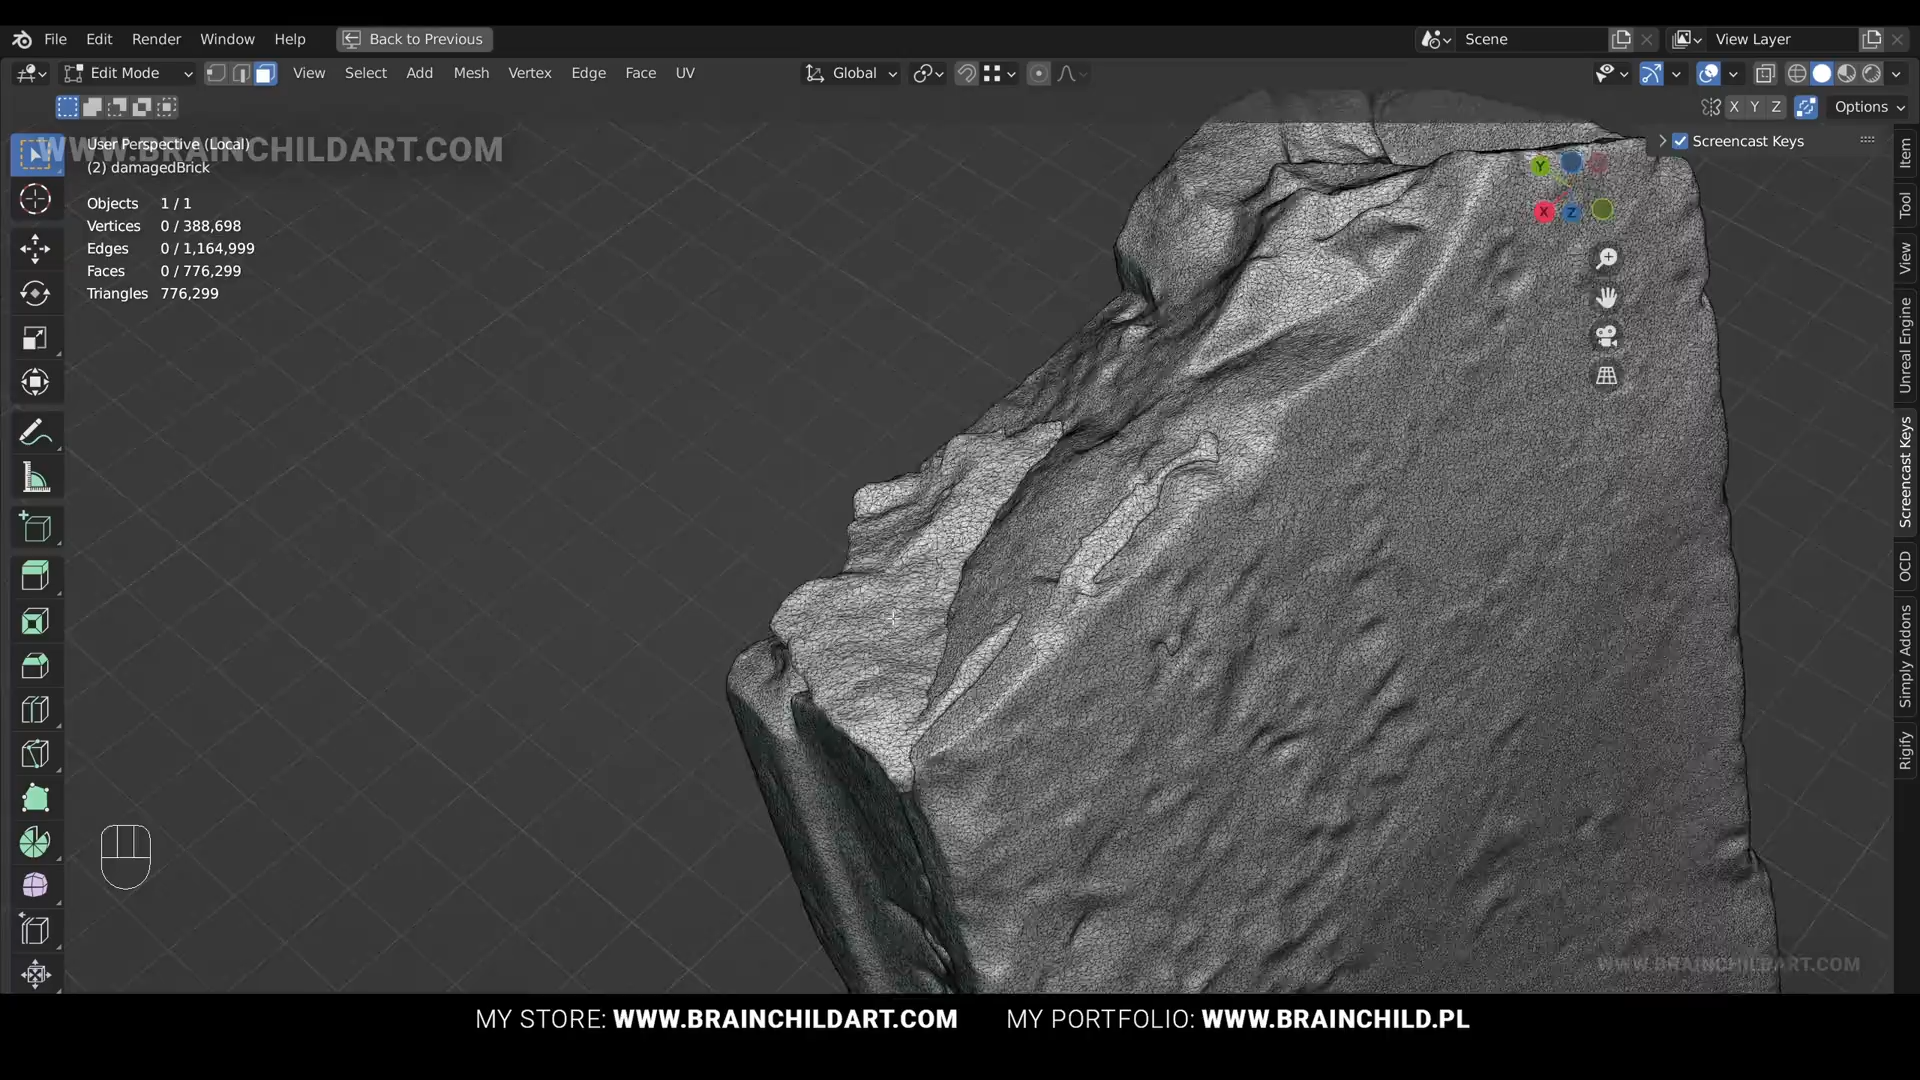 File Edit Render Window Help Back to Previous Scene View Layer
Edit Mode View Select Add Mesh Vertex Edge Face UV Global
X Y Z Options
WWW.BRAINCHILDART.COM
User Perspective (Local)
(2) damagedBrick
Screencast Keys
Objects 1 / 1
Vertices 0 / 388,698
Edges 0 / 1,164,999
Faces 0 / 776,299
Triangles 776,299
Y
X Z
Item
Tool
View
Unreal Engine
Screencast Keys
OCD
Simply Addons
Rigify
WWW.BRAINCHILDART.COM
MY STORE: WWW.BRAINCHILDART.COM MY PORTFOLIO: WWW.BRAINCHILD.PL